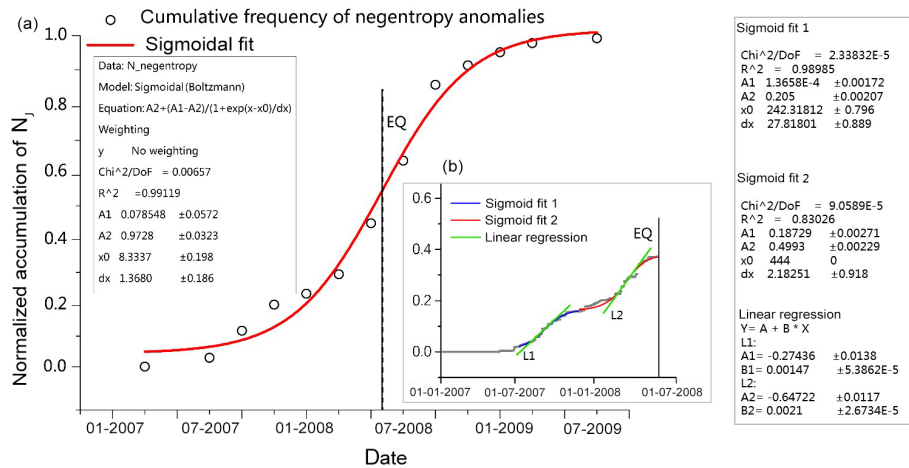 (a)
Cumulative frequency of negentropy anomalies
Sigmoidal fit
Normalized accumulation of N_J
1.0
0.8
0.6
0.4
0.2
0.0
Data: N_negentropy
Model: Sigmoidal(Boltzmann)
Equation:A2+(A1-A2)/(1+exp(x-x0)/dx)
Weighting
y No weighting
Chi^2/DoF = 0.00657
R^2 =0.99119
A1 0.078548 ±0.0572
A2 0.9728 ±0.0323
x0 8.3337 ±0.198
dx 1.3680 ±0.186
EQ
01-2007
07-2007
01-2008
07-2008
01-2009
07-2009
Date
(b)
0.6
0.4
0.2
0.0
Sigmoid fit 1
Sigmoid fit 2
Linear regression
EQ
L1
L2
01-01-2007
01-07-2007
01-01-2008
01-07-2008
Sigmoid fit 1
Chi^2/DoF = 2.33832E-5
R^2 = 0.98985
A1 1.3658E-4 ±0.00172
A2 0.205 ±0.00207
x0 242.31812 ±0.796
dx 27.81801 ±0.889
Sigmoid fit 2
Chi^2/DoF = 9.0589E-5
R^2 = 0.83026
A1 0.18729 ±0.00271
A2 0.4993 ±0.00229
x0 444 0
dx 2.18251 ±0.918
Linear regression
Y= A + B * X
L1:
A1= -0.27436 ±0.0138
B1= 0.00147 ±5.3862E-5
L2:
A2= -0.64722 ±0.0117
B2= 0.0021 ±2.6734E-5